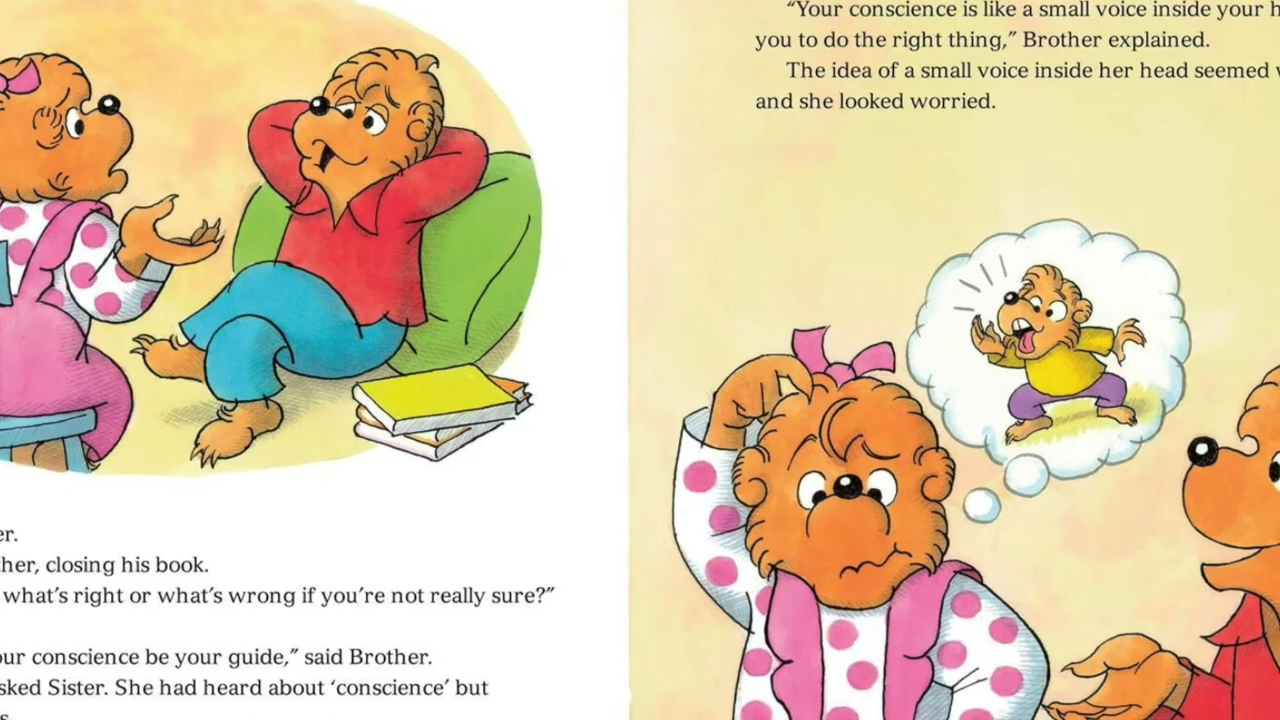 er.
her, closing his book.
what's right or what's wrong if you're not really sure?”
our conscience be your guide,” said Brother.
sked Sister. She had heard about ‘conscience’ but
s.
“Your conscience is like a small voice inside your h
you to do the right thing,” Brother explained.
The idea of a small voice inside her head seemed
and she looked worried.